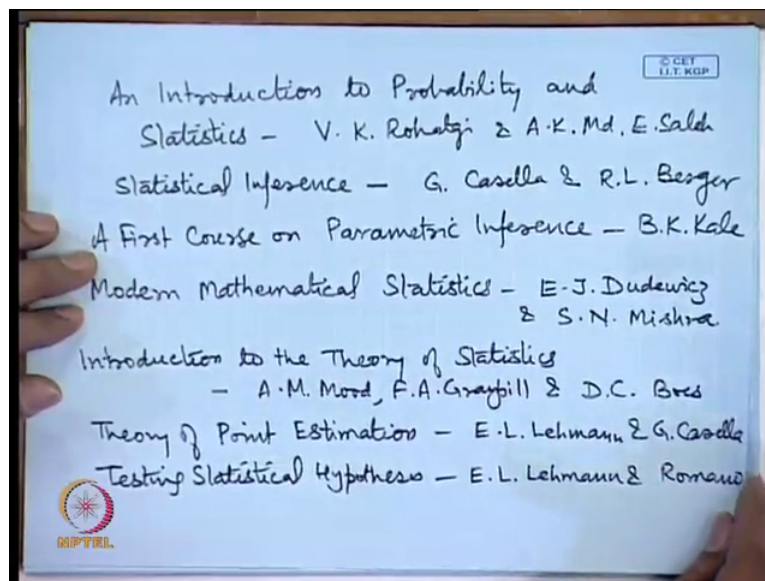 © CET
I.I.T. KGP
An Introduction to Probability and
Statistics – V. K. Rohatgi & A.K. Md. E. Saleh
Statistical Inference – G. Casella & R.L. Berger
A First Course on Parametric Inference – B.K. Kale
Modern Mathematical Statistics – E.J. Dudewicz
& S.N. Mishra
Introduction to the Theory of Statistics
– A.M. Mood, F.A. Graybill & D.C. Boes
Theory of Point Estimation – E.L. Lehmann & G. Casella
Testing Statistical Hypothesis – E.L. Lehmann & Romano
NPTEL